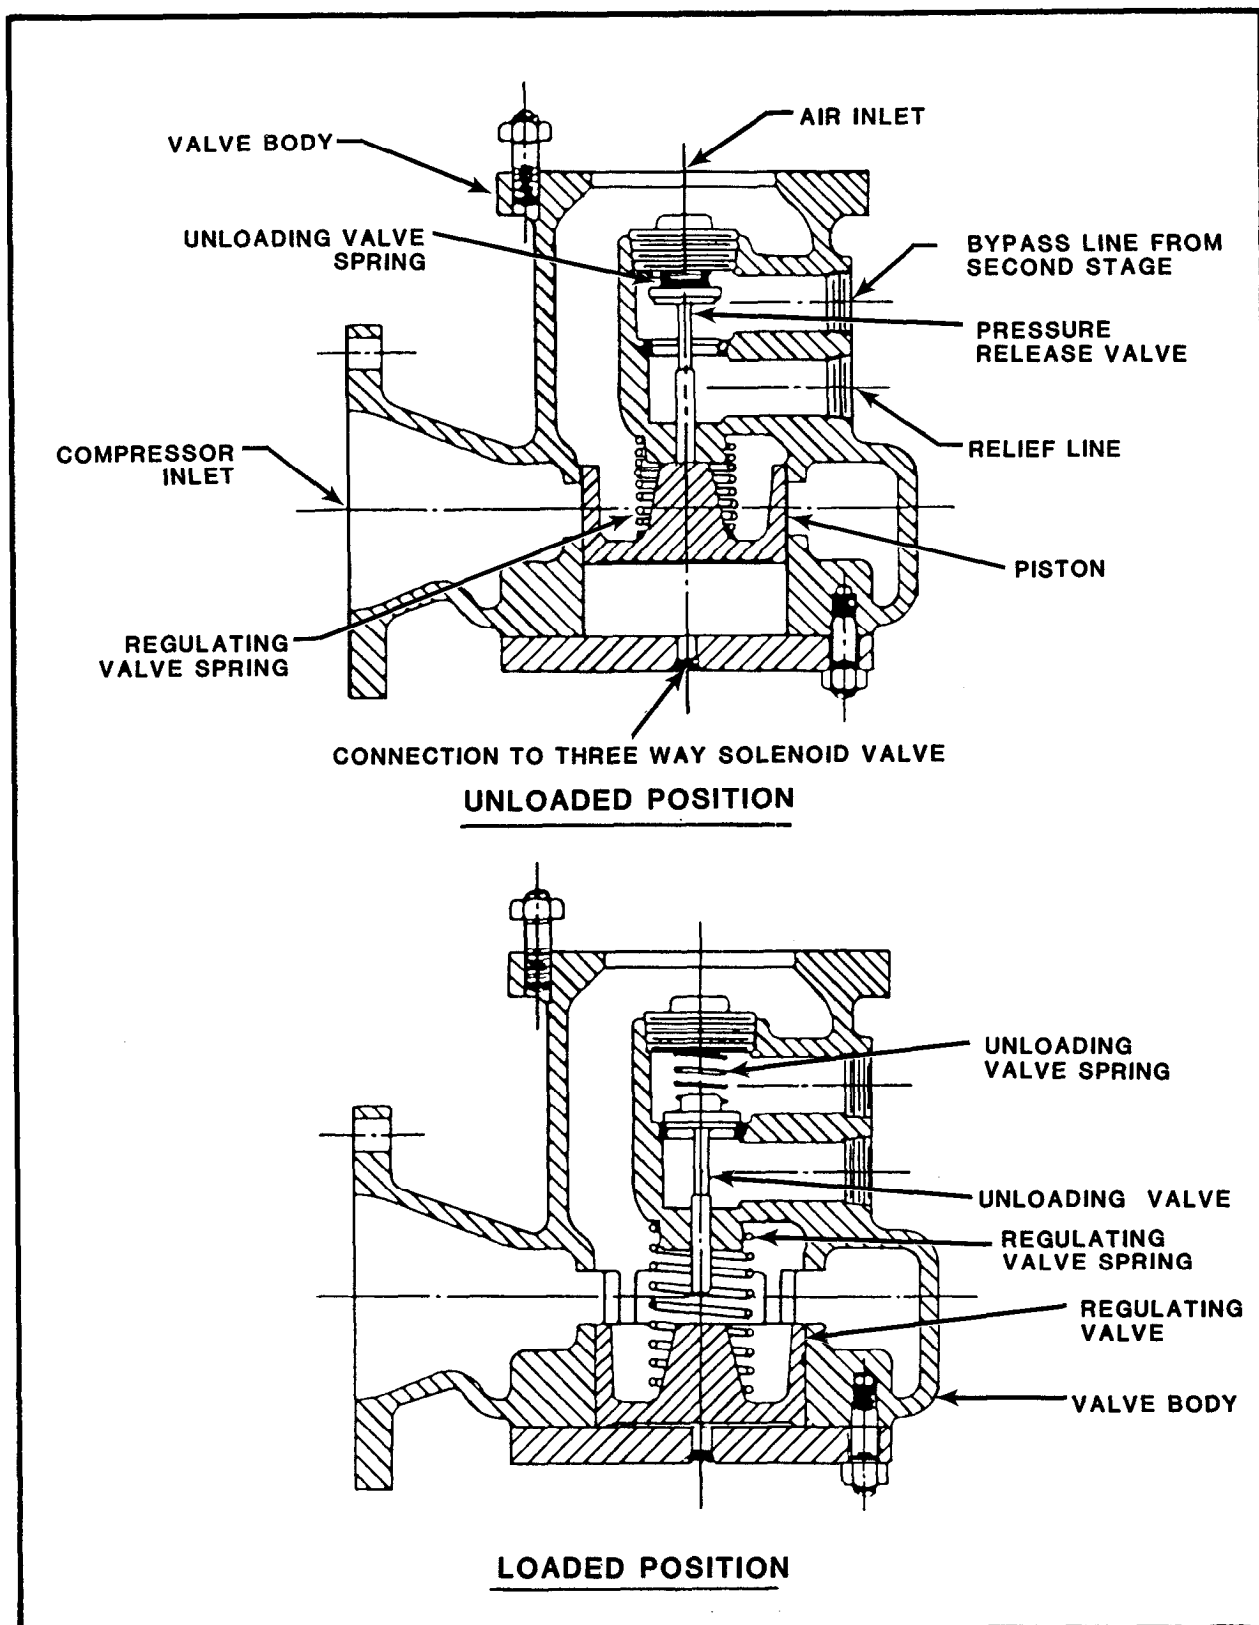 AIR INLET
VALVE BODY
UNLOADING VALVE
SPRING
BYPASS LINE FROM
SECOND STAGE
PRESSURE
RELEASE VALVE
COMPRESSOR
INLET
RELIEF LINE
PISTON
REGULATING
VALVE SPRING
CONNECTION TO THREE WAY SOLENOID VALVE
UNLOADED POSITION
UNLOADING
VALVE SPRING
UNLOADING VALVE
REGULATING
VALVE SPRING
REGULATING
VALVE
VALVE BODY
LOADED POSITION